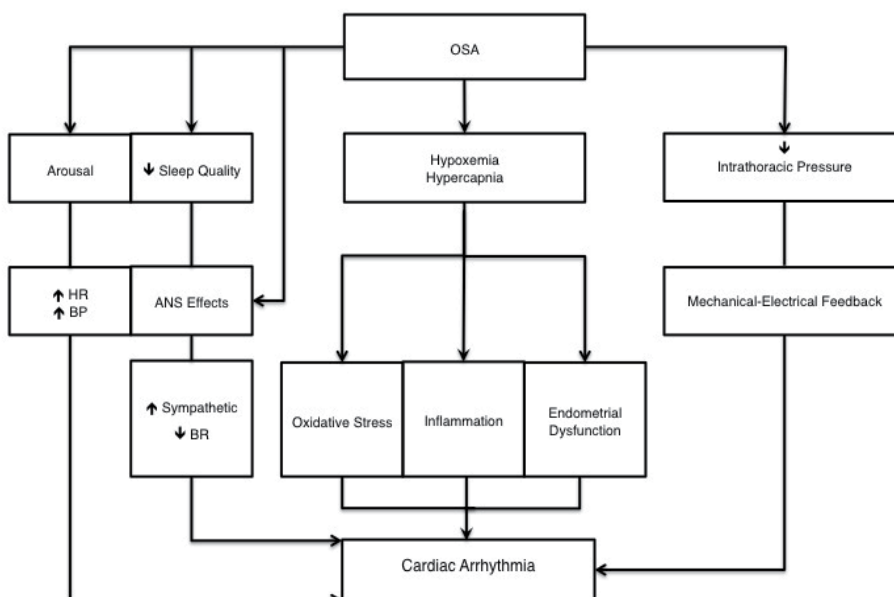 OSA
Arousal
↓ Sleep Quality
Hypoxemia
Hypercapnia
↓
Intrathoracic Pressure
↑ HR
↑ BP
ANS Effects
Mechanical-Electrical Feedback
↑ Sympathetic
↓ BR
Oxidative Stress
Inflammation
Endometrial
Dysfunction
Cardiac Arrhythmia